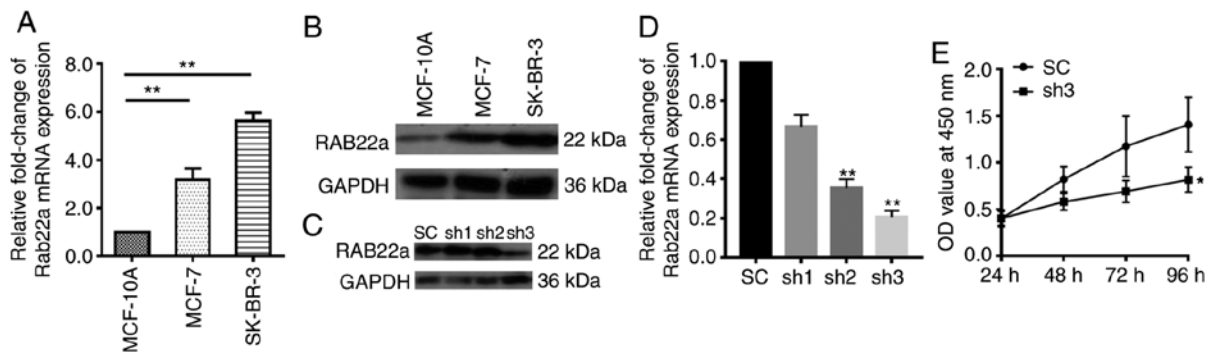 A
Relative fold-change of
Rab22a mRNA expression
8.0
6.0
4.0
2.0
0.0
**
**
MCF-10A
MCF-7
SK-BR-3
B
MCF-10A
MCF-7
SK-BR-3
RAB22a
22 kDa
GAPDH
36 kDa
C
SC sh1 sh2 sh3
RAB22a
22 kDa
GAPDH
36 kDa
D
Relative fold-change of
Rab22a mRNA expression
1.0
0.8
0.6
0.4
0.2
0.0
**
**
SC sh1 sh2 sh3
E
OD value at 450 nm
2.0
1.5
1.0
0.5
0.0
SC
sh3
*
24 h 48 h 72 h 96 h